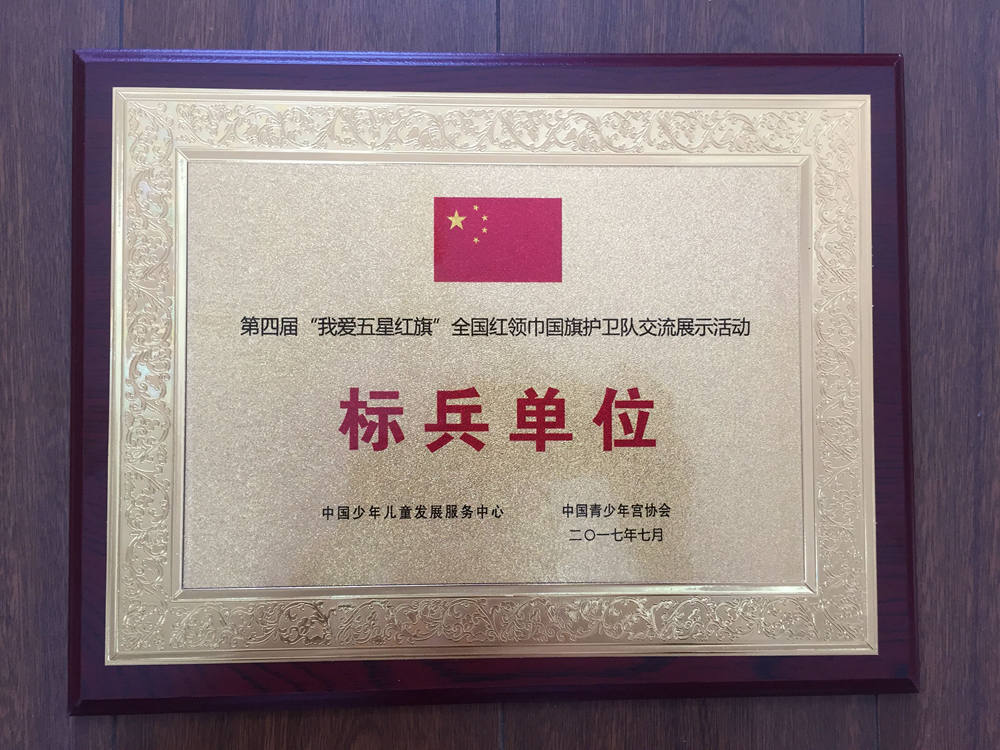 第四届“我爱五星红旗”全国红领巾国旗护卫队交流展示活动
标兵单位
中国少年儿童发展服务中心 中国青少年宫协会
二〇一七年七月